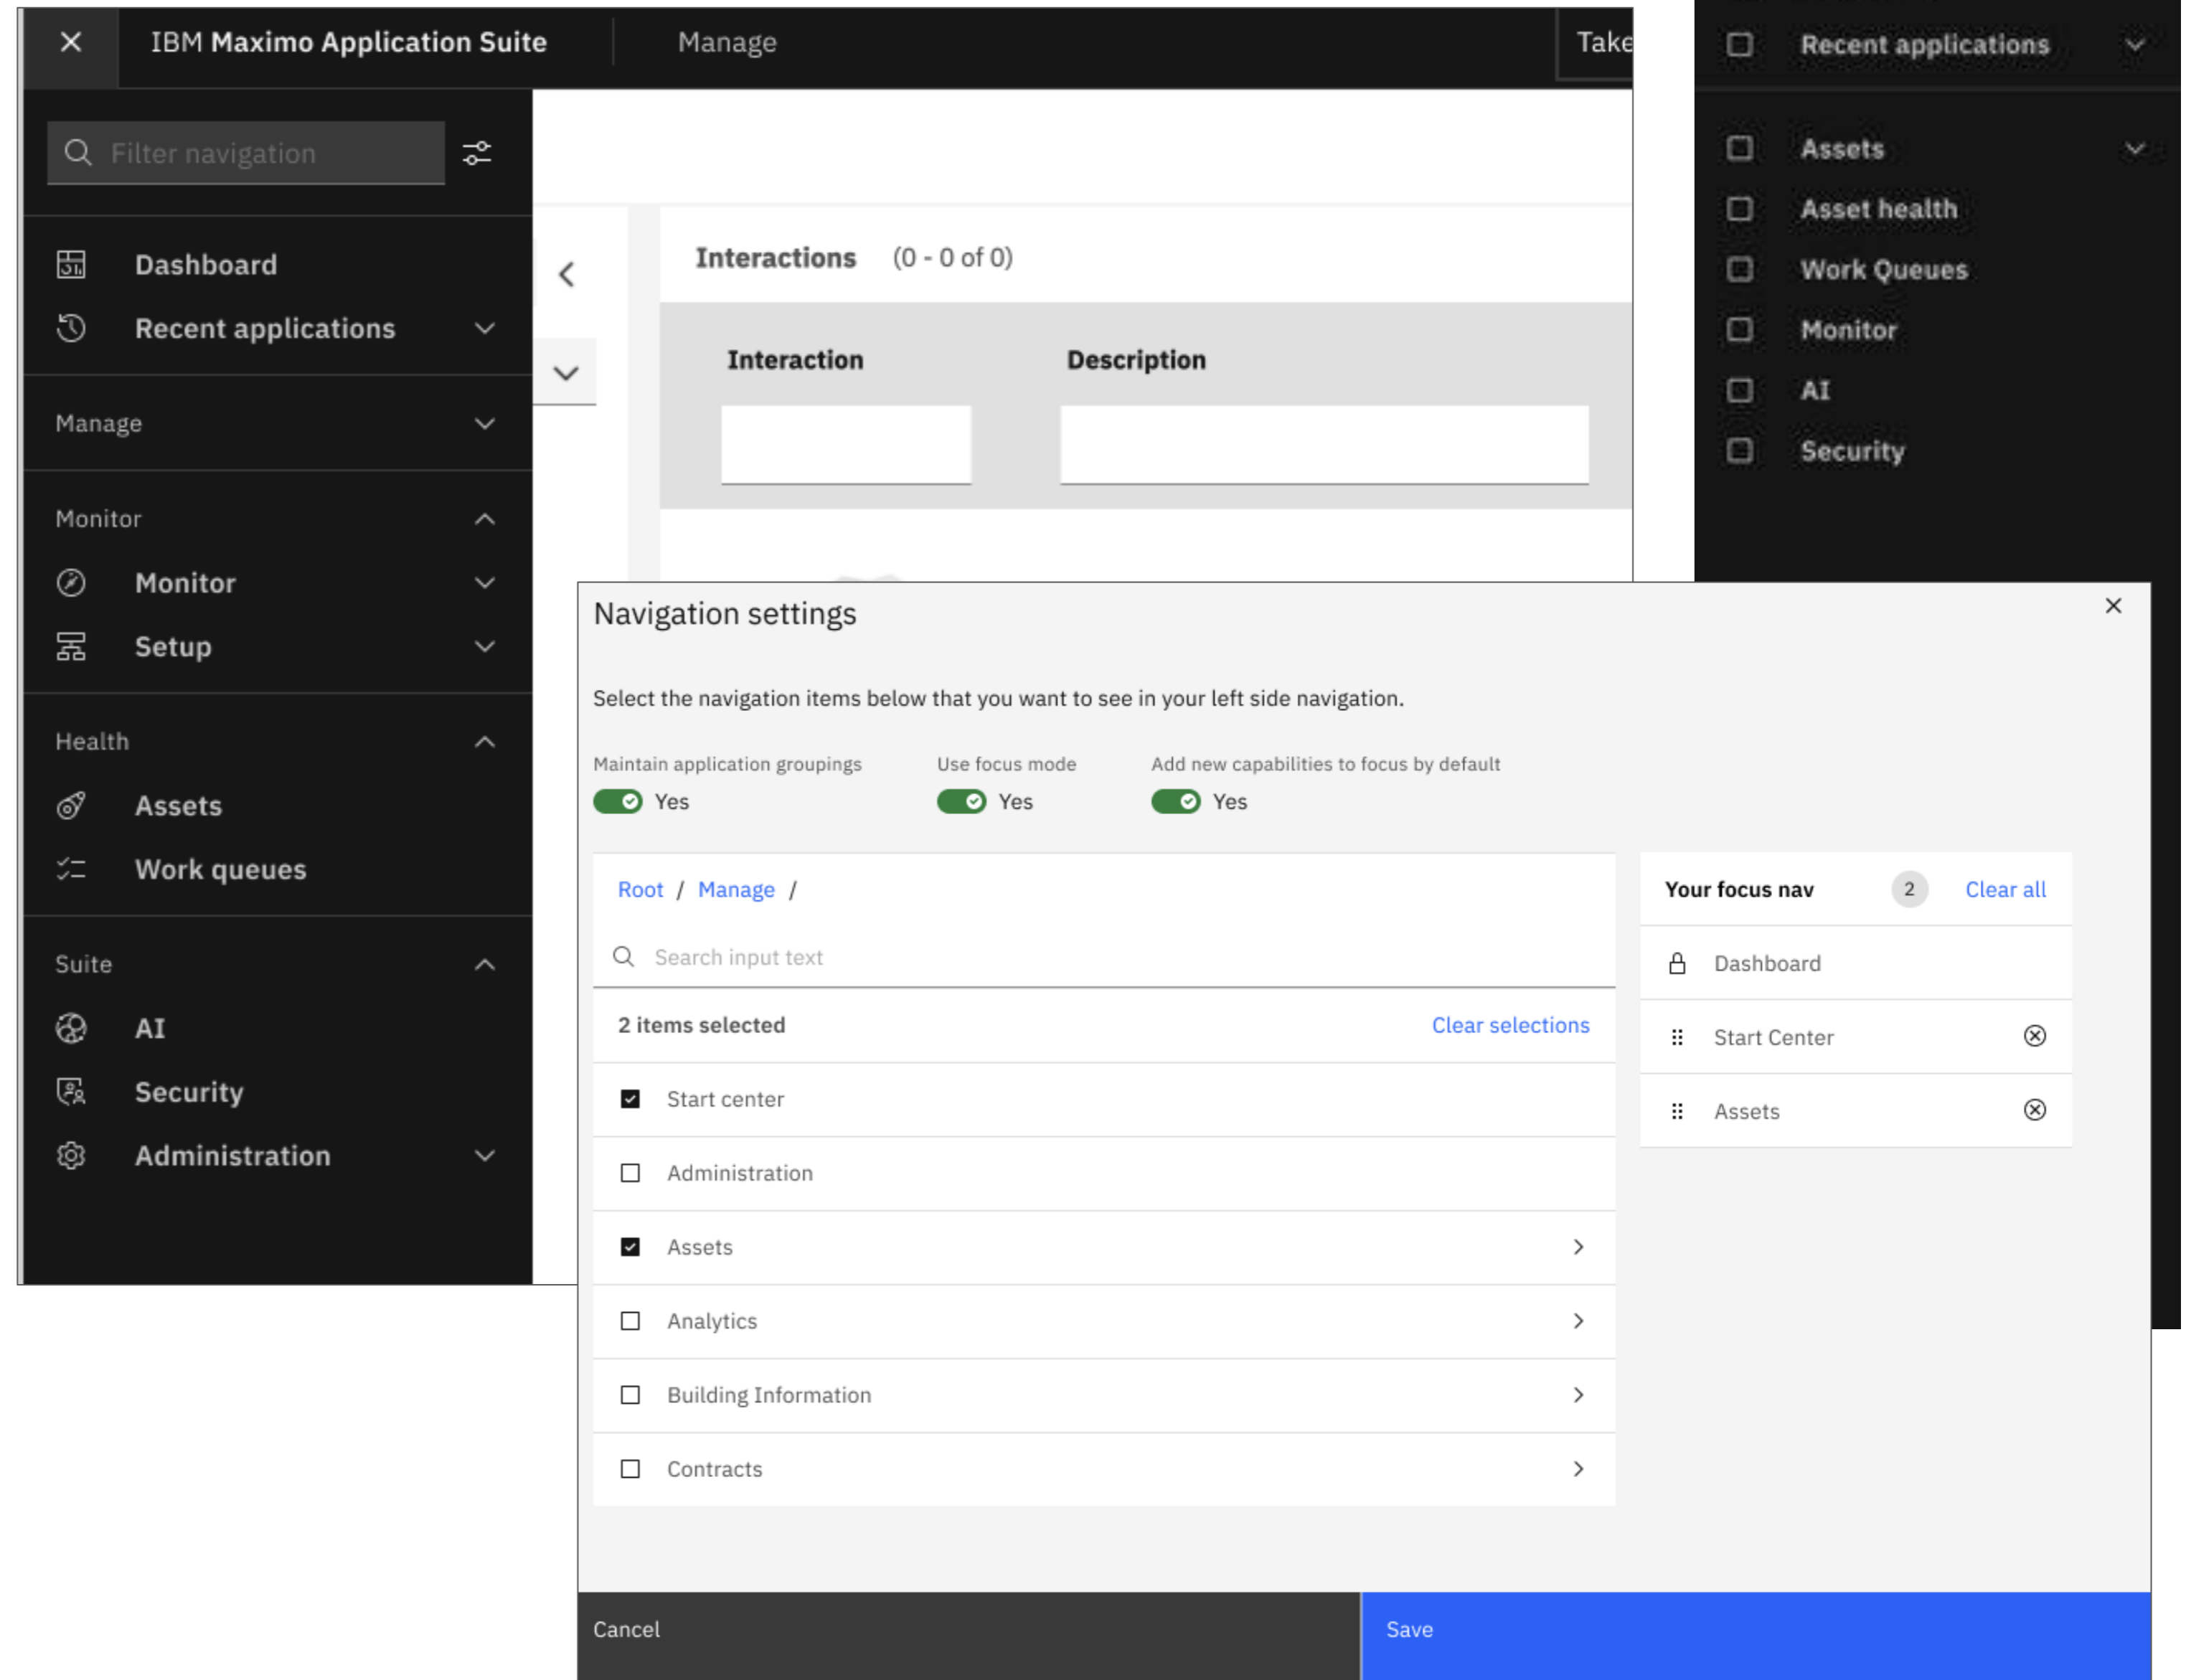 IBM Maximo Application Suite
Manage
Take
Filter navigation
Dashboard
Recent applications
Manage
Monitor
Monitor
Setup
Health
Assets
Work queues
Suite
AI
Security
Administration
Interactions (0 - 0 of 0)
Interaction Description
Recent applications
Assets
Asset health
Work Queues
Monitor
AI
Security
Navigation settings
Select the navigation items below that you want to see in your left side navigation.
Maintain application groupings Use focus mode Add new capabilities to focus by default
Yes Yes Yes
Root / Manage /
Search input text
2 items selected Clear selections
Start center
Administration
Assets
Analytics
Building Information
Contracts
Your focus nav 2 Clear all
Dashboard
Start Center
Assets
Cancel Save